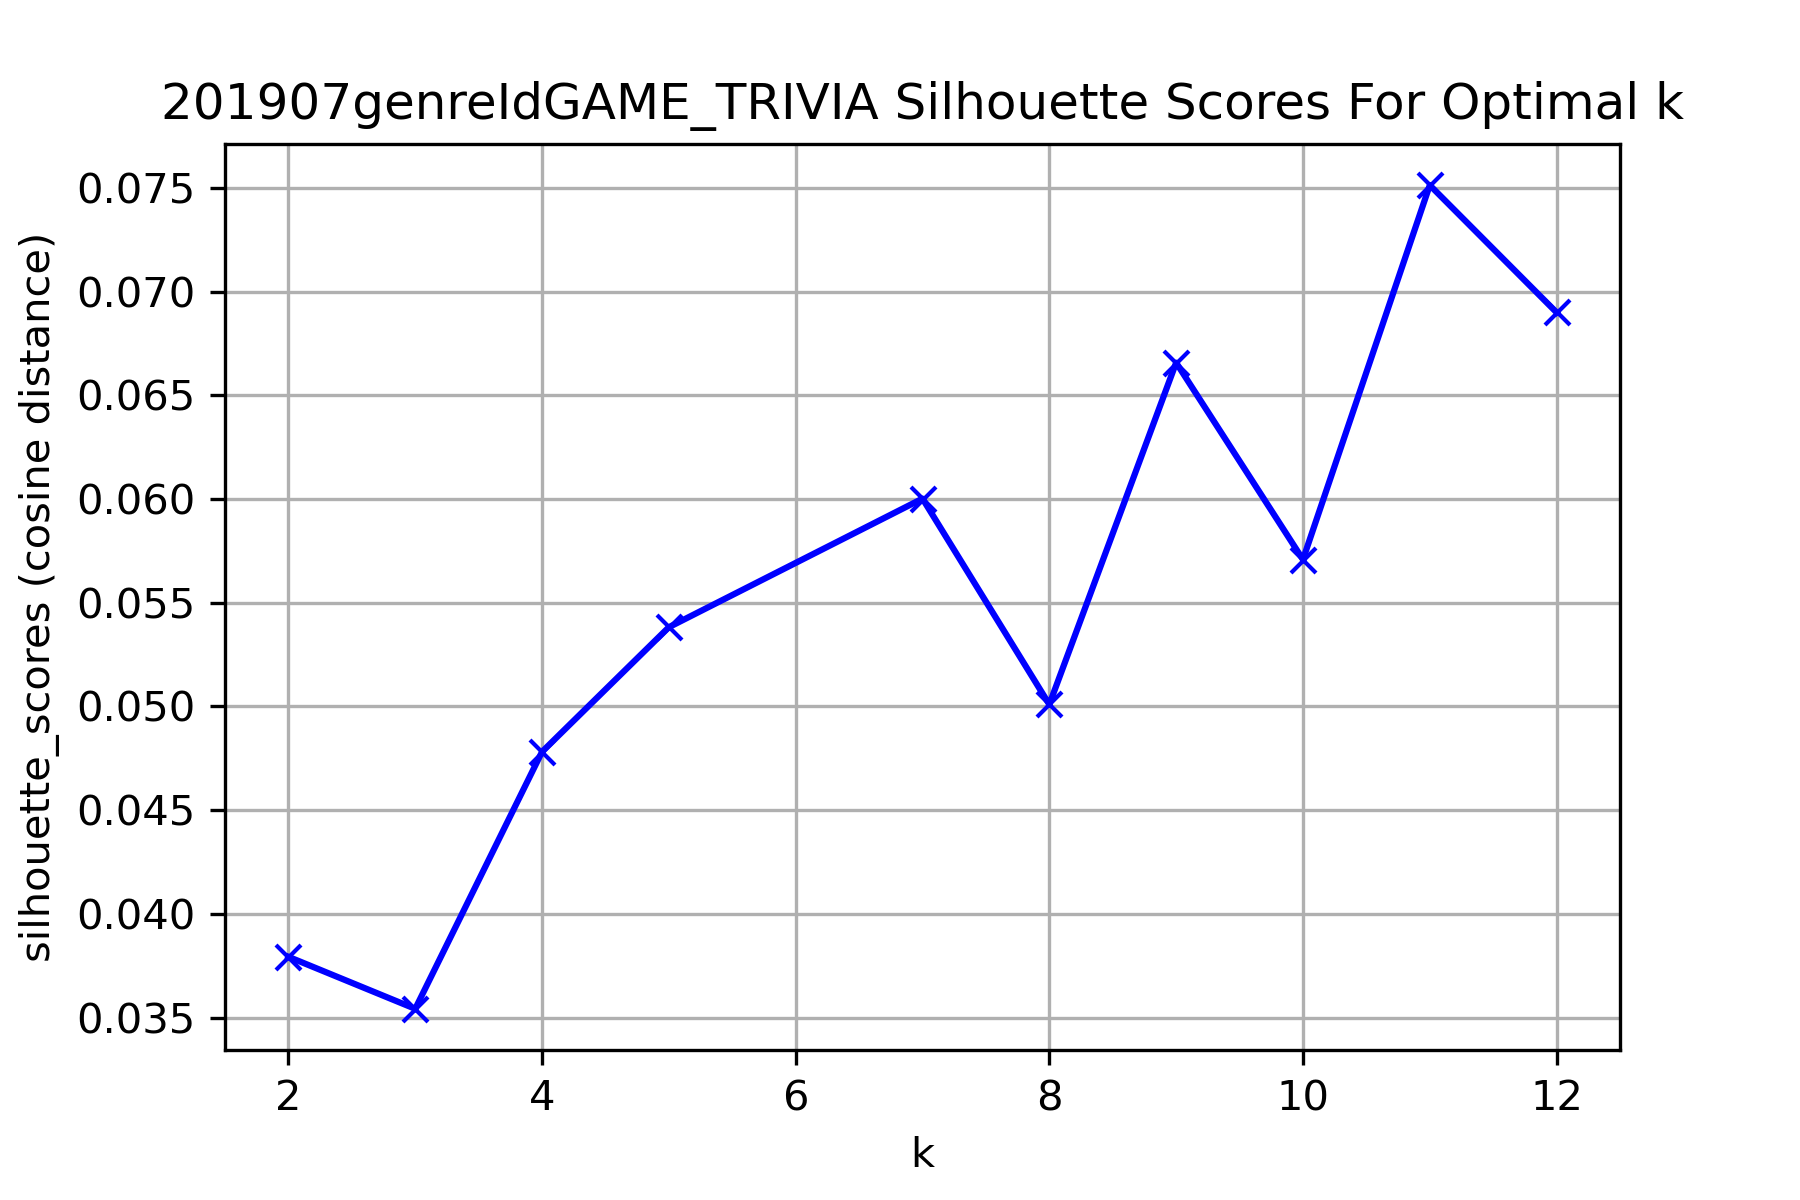 201907genreIdGAME_TRIVIA Silhouette Scores For Optimal k
silhouette_scores (cosine distance)
0.075
0.070
0.065
0.060
0.055
0.050
0.045
0.040
0.035
2 4 6 8 10 12
k